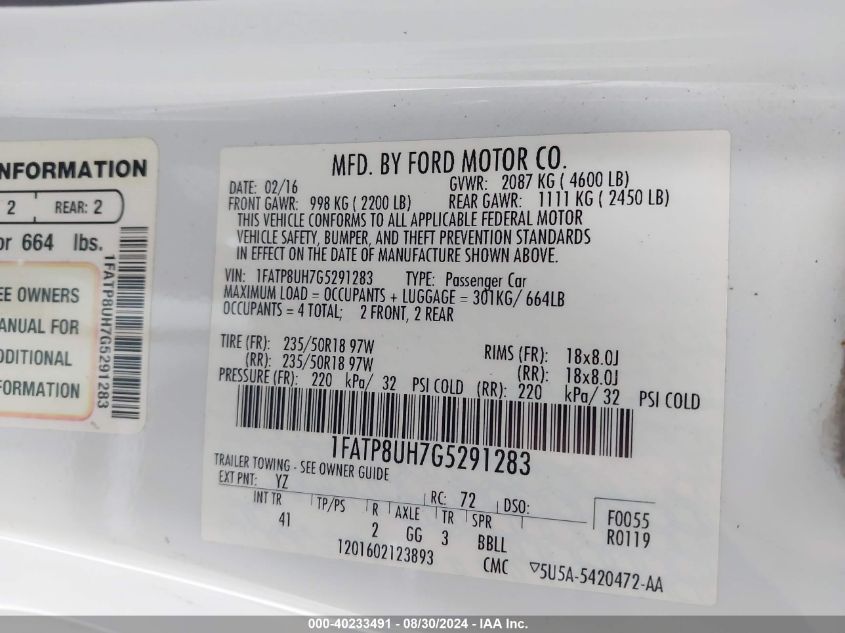 NFORMATION
2 REAR: 2
or 664 lbs.
EE OWNERS
ANUAL FOR
DDITIONAL
FORMATION
1FATP8UH7G5291283
MFD. BY FORD MOTOR CO.
DATE: 02/16 GVWR: 2087 KG ( 4600 LB)
FRONT GAWR: 998 KG ( 2200 LB) REAR GAWR: 1111 KG ( 2450 LB)
THIS VEHICLE CONFORMS TO ALL APPLICABLE FEDERAL MOTOR
VEHICLE SAFETY, BUMPER, AND THEFT PREVENTION STANDARDS
IN EFFECT ON THE DATE OF MANUFACTURE SHOWN ABOVE.
VIN: 1FATP8UH7G5291283 TYPE: Passenger Car
MAXIMUM LOAD = OCCUPANTS + LUGGAGE = 301KG/ 664LB
OCCUPANTS = 4 TOTAL; 2 FRONT, 2 REAR
TIRE (FR): 235/50R18 97W RIMS (FR): 18x8.0J
(RR): 235/50R18 97W (RR): 18x8.0J
PRESSURE (FR): 220 kPa/ 32 PSI COLD (RR): 220 kPa/ 32 PSI COLD
1FATP8UH7G5291283
TRAILER TOWING - SEE OWNER GUIDE
EXT PNT: YZ RC: 72 DSO: F0055
INT TR TP/PS R AXLE TR SPR R0119
41 2 GG 3 BBLL
1201602123893 CMC ▽5U5A-5420472-AA
000-40233491 - 08/30/2024 - IAA Inc.